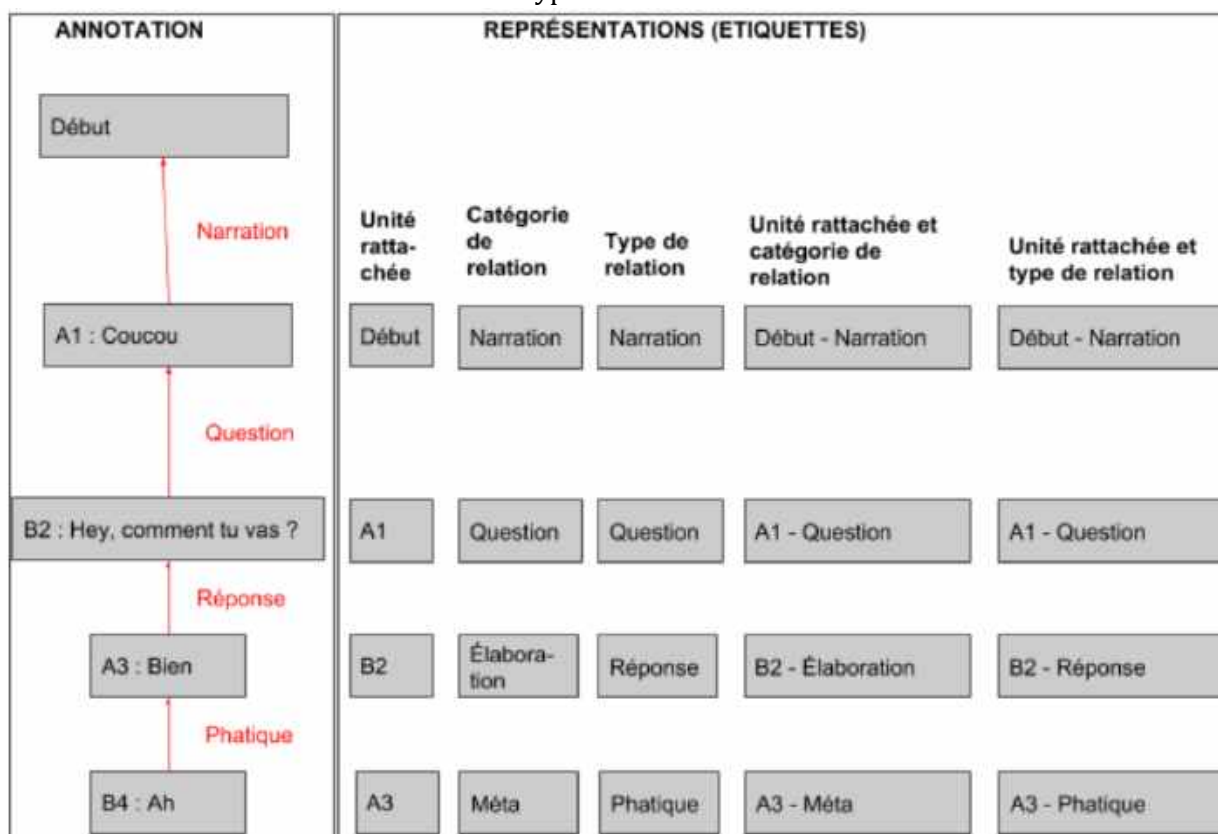 ANNOTATION
REPRÉSENTATIONS (ETIQUETTES)
Début
Narration
Unité
ratta-
chée
Catégorie
de
relation
Type de
relation
Unité rattachée et
catégorie de
relation
Unité rattachée et
type de relation
A1 : Coucou
Début
Narration
Narration
Début - Narration
Début - Narration
Question
B2 : Hey, comment tu vas ?
A1
Question
Question
A1 - Question
A1 - Question
Réponse
A3 : Bien
B2
Élabora-
tion
Réponse
B2 - Élaboration
B2 - Réponse
Phatique
B4 : Ah
A3
Méta
Phatique
A3 - Méta
A3 - Phatique